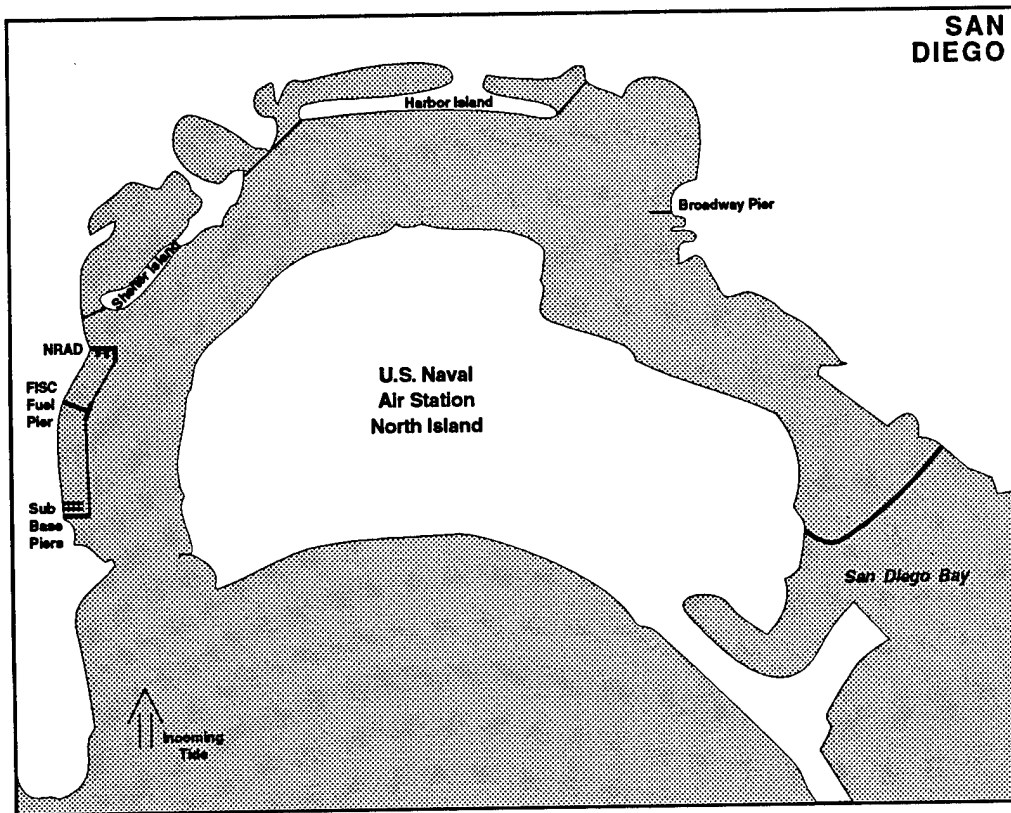 SAN
DIEGO
Harbor Island
Broadway Pier
Shelter Island
NRAD
FISC
Fuel
Pier
U.S. Naval
Air Station
North Island
Sub
Base
Piers
San Diego Bay
Incoming
Tide